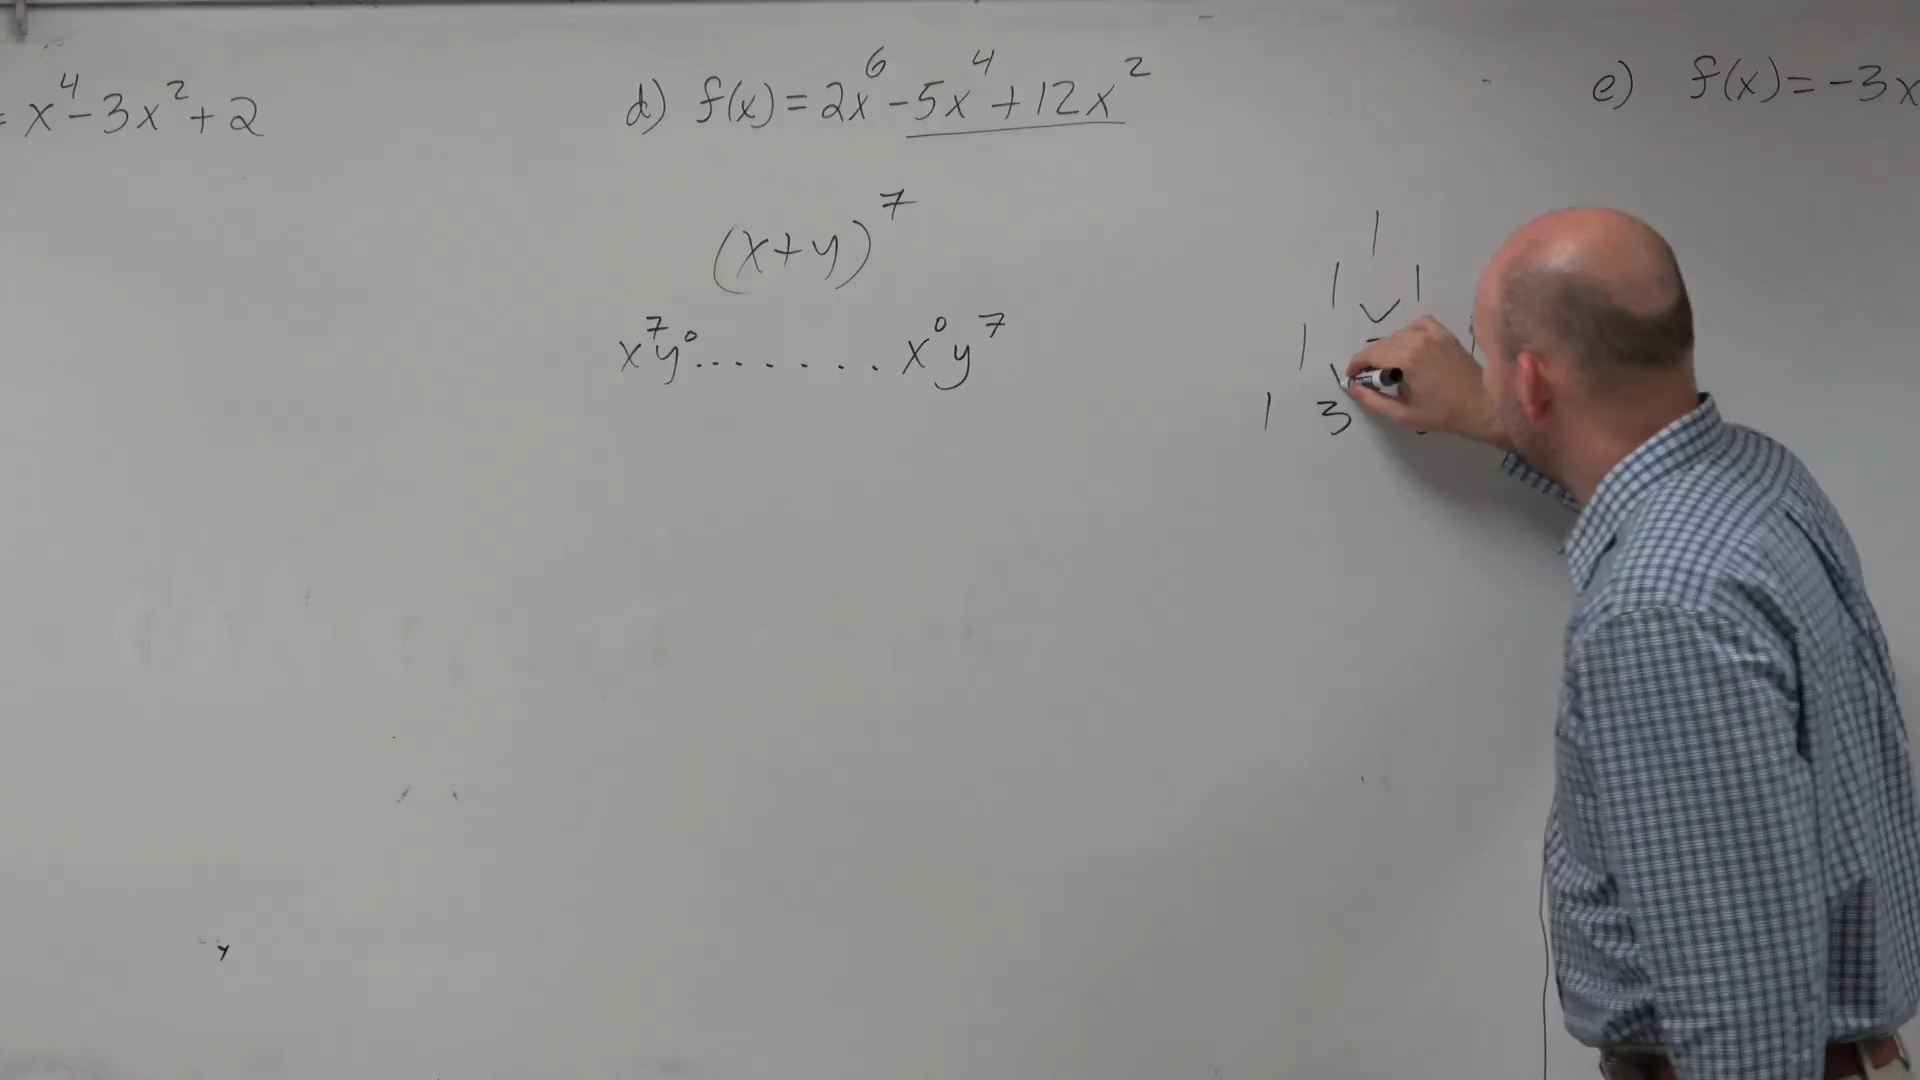 = x⁴ - 3x² + 2
d) f(x) = 2x⁶ - 5x⁴ + 12x²
e) f(x) = -3x
(x+y)⁷
x⁷y⁰ . . . . . . . x⁰y⁷
1
1 1
1
1 3